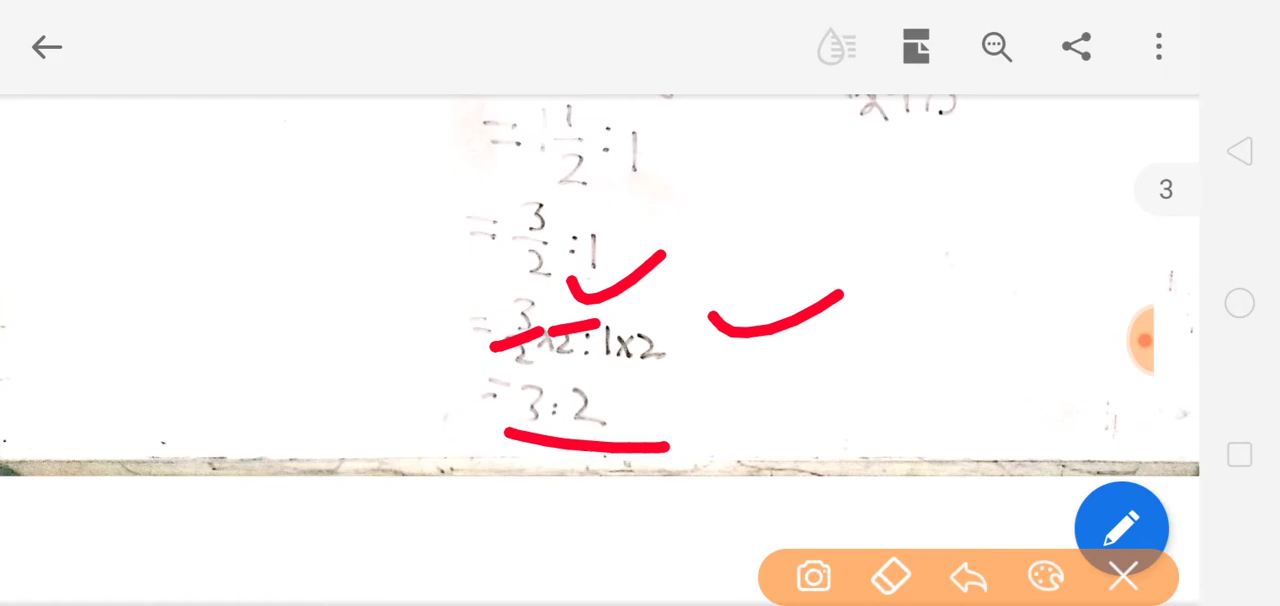 3
= 1 1/2 : 1
= 3/2 : 1
= 3/2 × 2 : 1×2
= 3 : 2